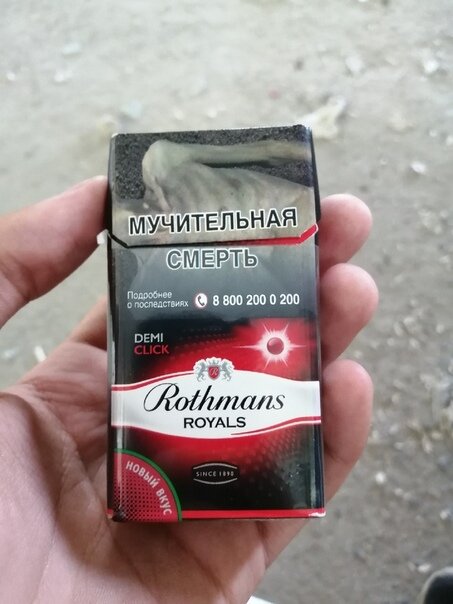 МУЧИТЕЛЬНАЯ
СМЕРТЬ
Подробнее
о последствиях 8 800 200 0 200
DEMI
CLICK
Rothmans
ROYALS
SINCE 1890
НОВЫЙ ВКУС